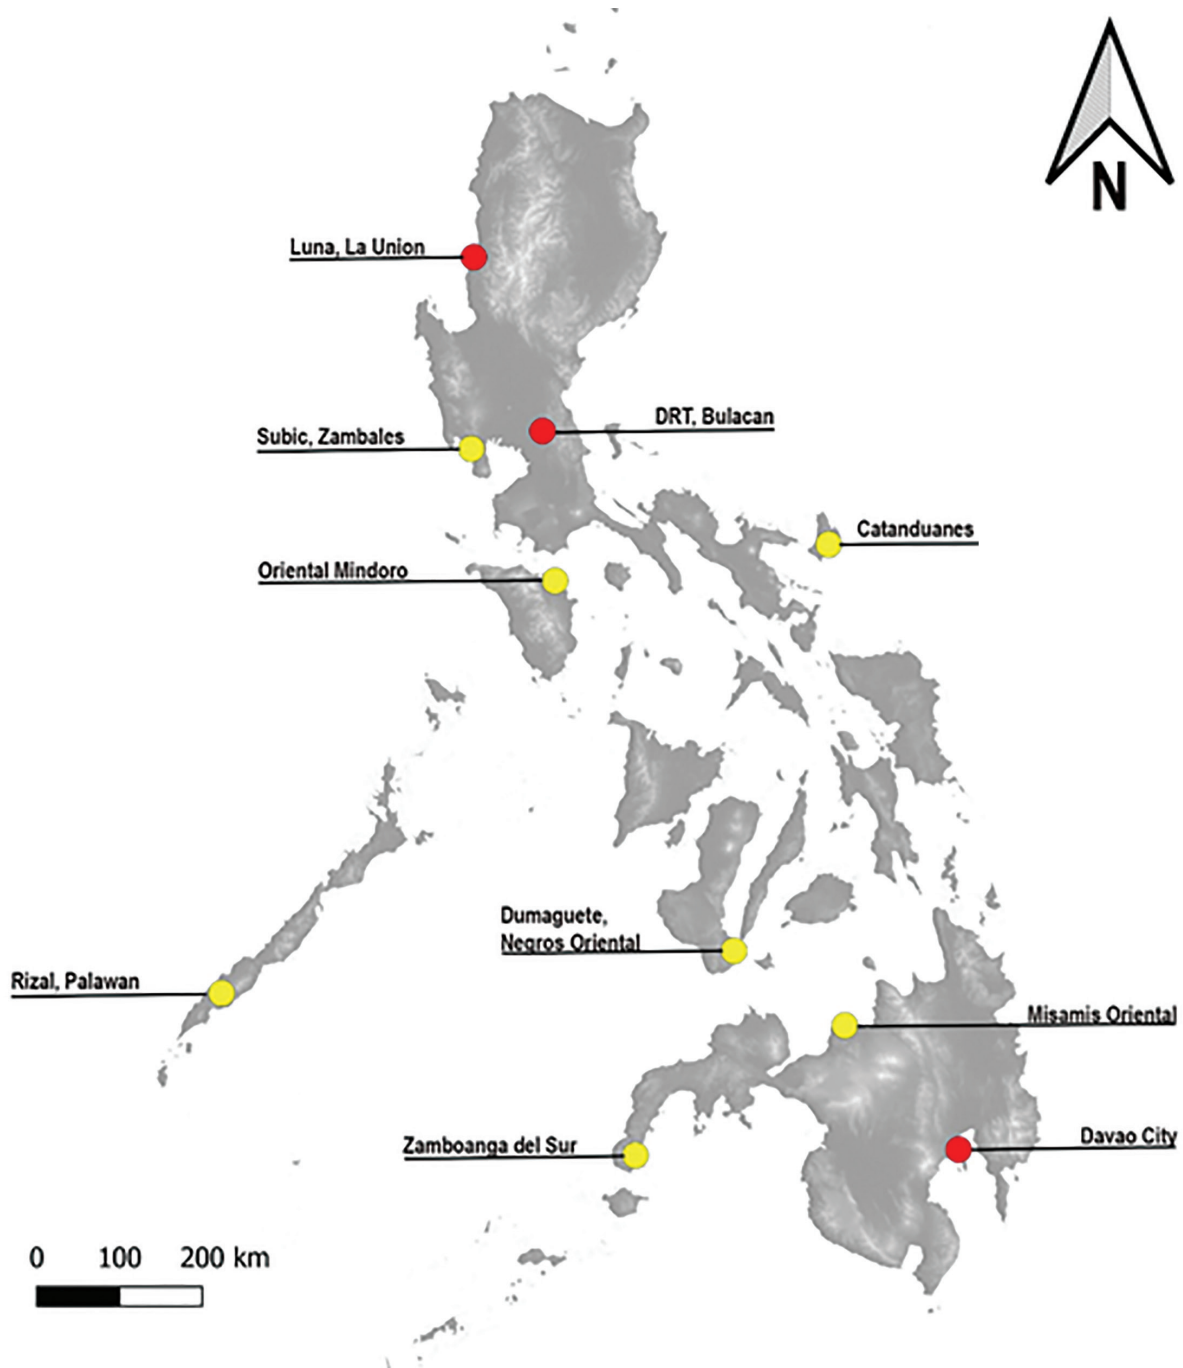 N
Luna, La Union
DRT, Bulacan
Subic, Zambales
Catanduanes
Oriental Mindoro
Dumaguete,
Negros Oriental
Rizal, Palawan
Misamis Oriental
Davao City
Zamboanga del Sur
0 100 200 km